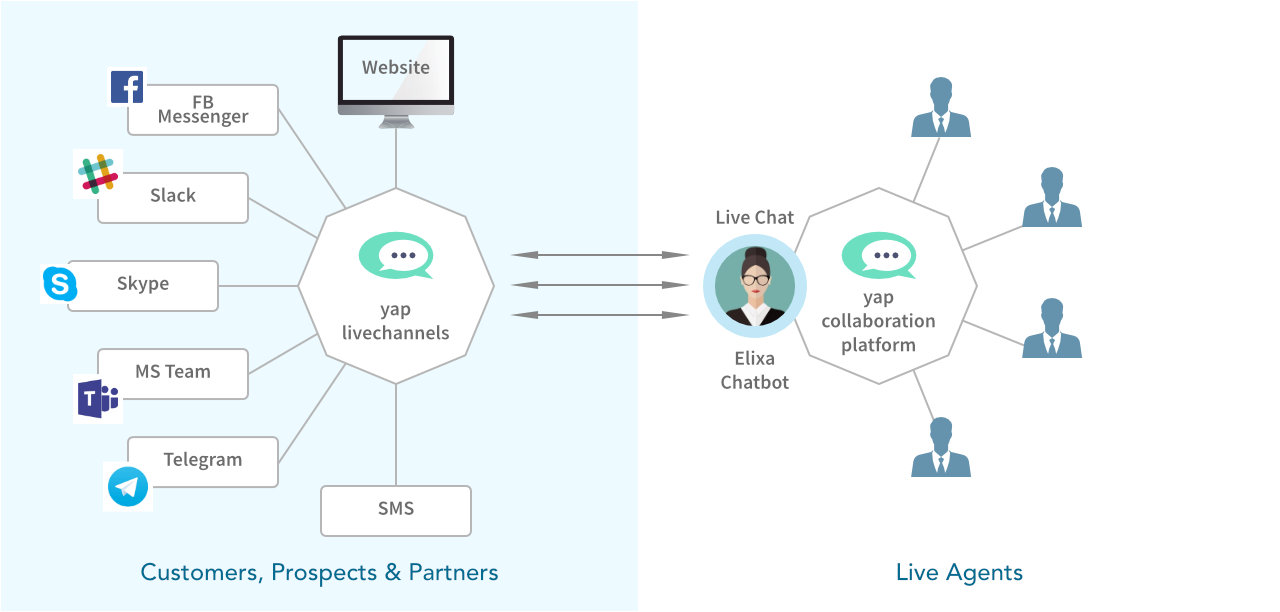 Website
FB
Messenger
Slack
Skype
MS Team
T
Telegram
SMS
yap
livechannels
Customers, Prospects & Partners
Live Chat
Elixa
Chatbot
yap
collaboration
platform
Live Agents